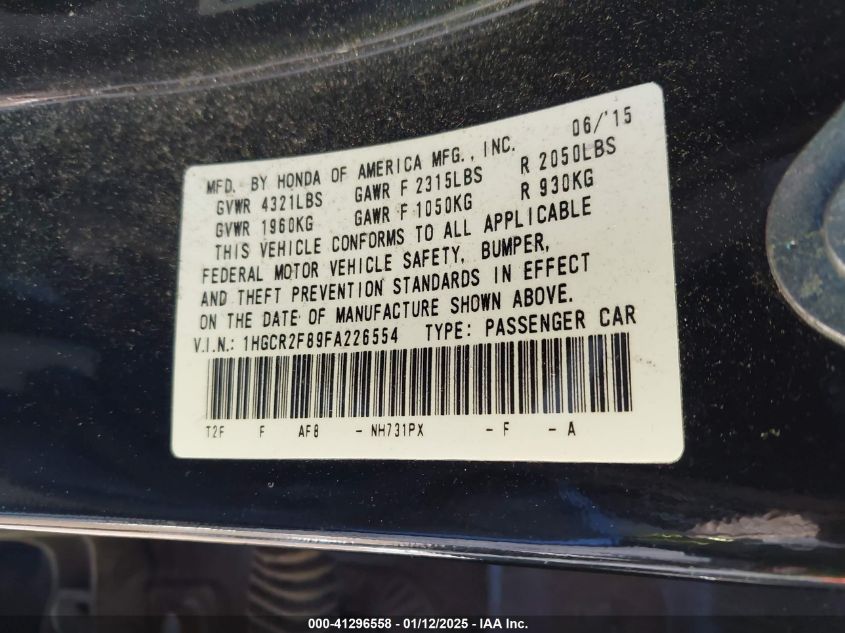 MFD. BY HONDA OF AMERICA MFG., INC. 06/'15
GVWR 4321LBS GAWR F 2315LBS R 2050LBS
GVWR 1960KG GAWR F 1050KG R 930KG
THIS VEHICLE CONFORMS TO ALL APPLICABLE
FEDERAL MOTOR VEHICLE SAFETY, BUMPER,
AND THEFT PREVENTION STANDARDS IN EFFECT
ON THE DATE OF MANUFACTURE SHOWN ABOVE.
V.I.N.: 1HGCR2F89FA226554 TYPE: PASSENGER CAR
T2F F AF8 - NH731PX - F - A
000-41296558 - 01/12/2025 - IAA Inc.